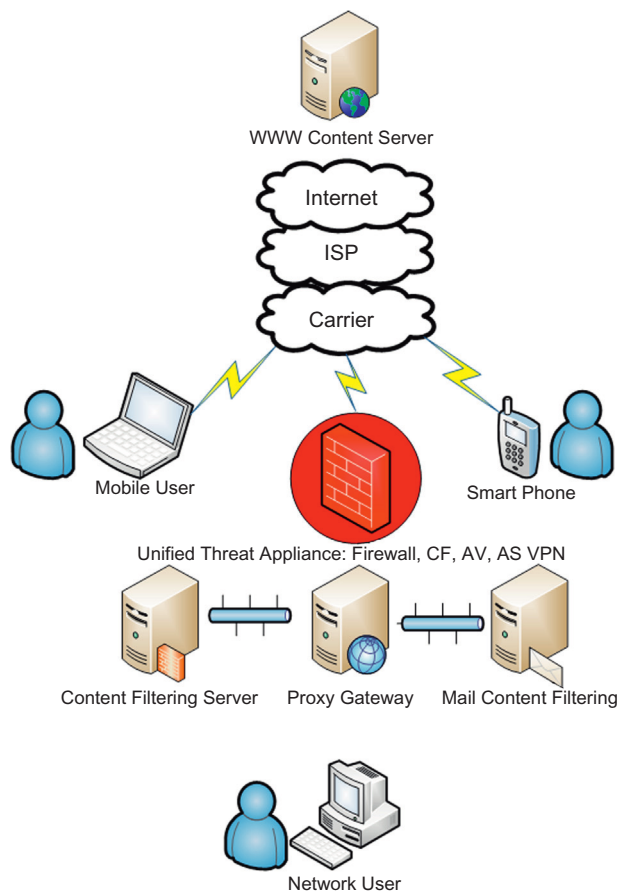 WWW Content Server
Internet
ISP
Carrier
Mobile User
Smart Phone
Unified Threat Appliance: Firewall, CF, AV, AS VPN
Content Filtering Server
Proxy Gateway
Mail Content Filtering
Network User